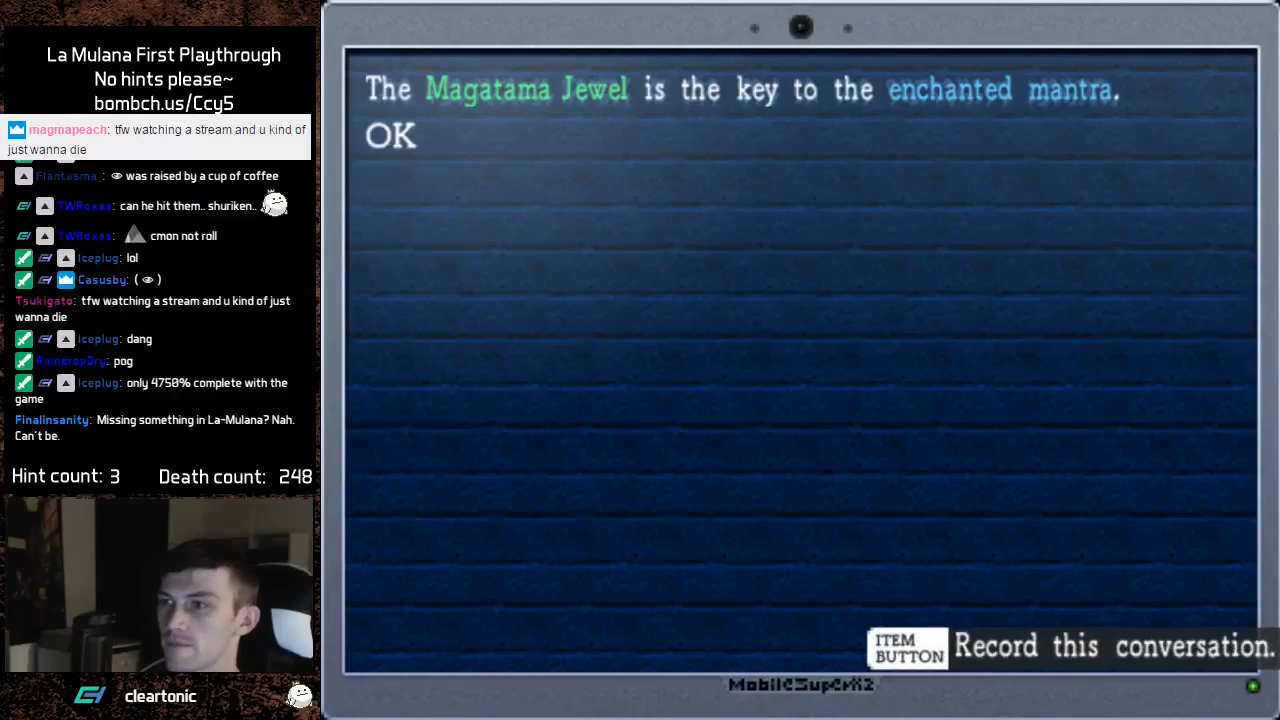 La Mulana First Playthrough
No hints please~
bombch.us/Ccy5
magmapeach: tfw watching a stream and u kind of
just wanna die
Flantasma_: was raised by a cup of coffee
TWRoxas: can he hit them.. shuriken..
TWRoxas: cmon not roll
Iceplug: lol
Casusby: ( )
Tsukigato: tfw watching a stream and u kind of just
wanna die
Iceplug: dang
RaindropDry: pog
Iceplug: only 4750% complete with the
game
Finalinsanity: Missing something in La-Mulana? Nah.
Can't be.
Hint count: 3 Death count: 248
cleartonic
The Magatama Jewel is the key to the enchanted mantra.
OK
ITEM
BUTTON
Record this conversation.
MobileSuperX2